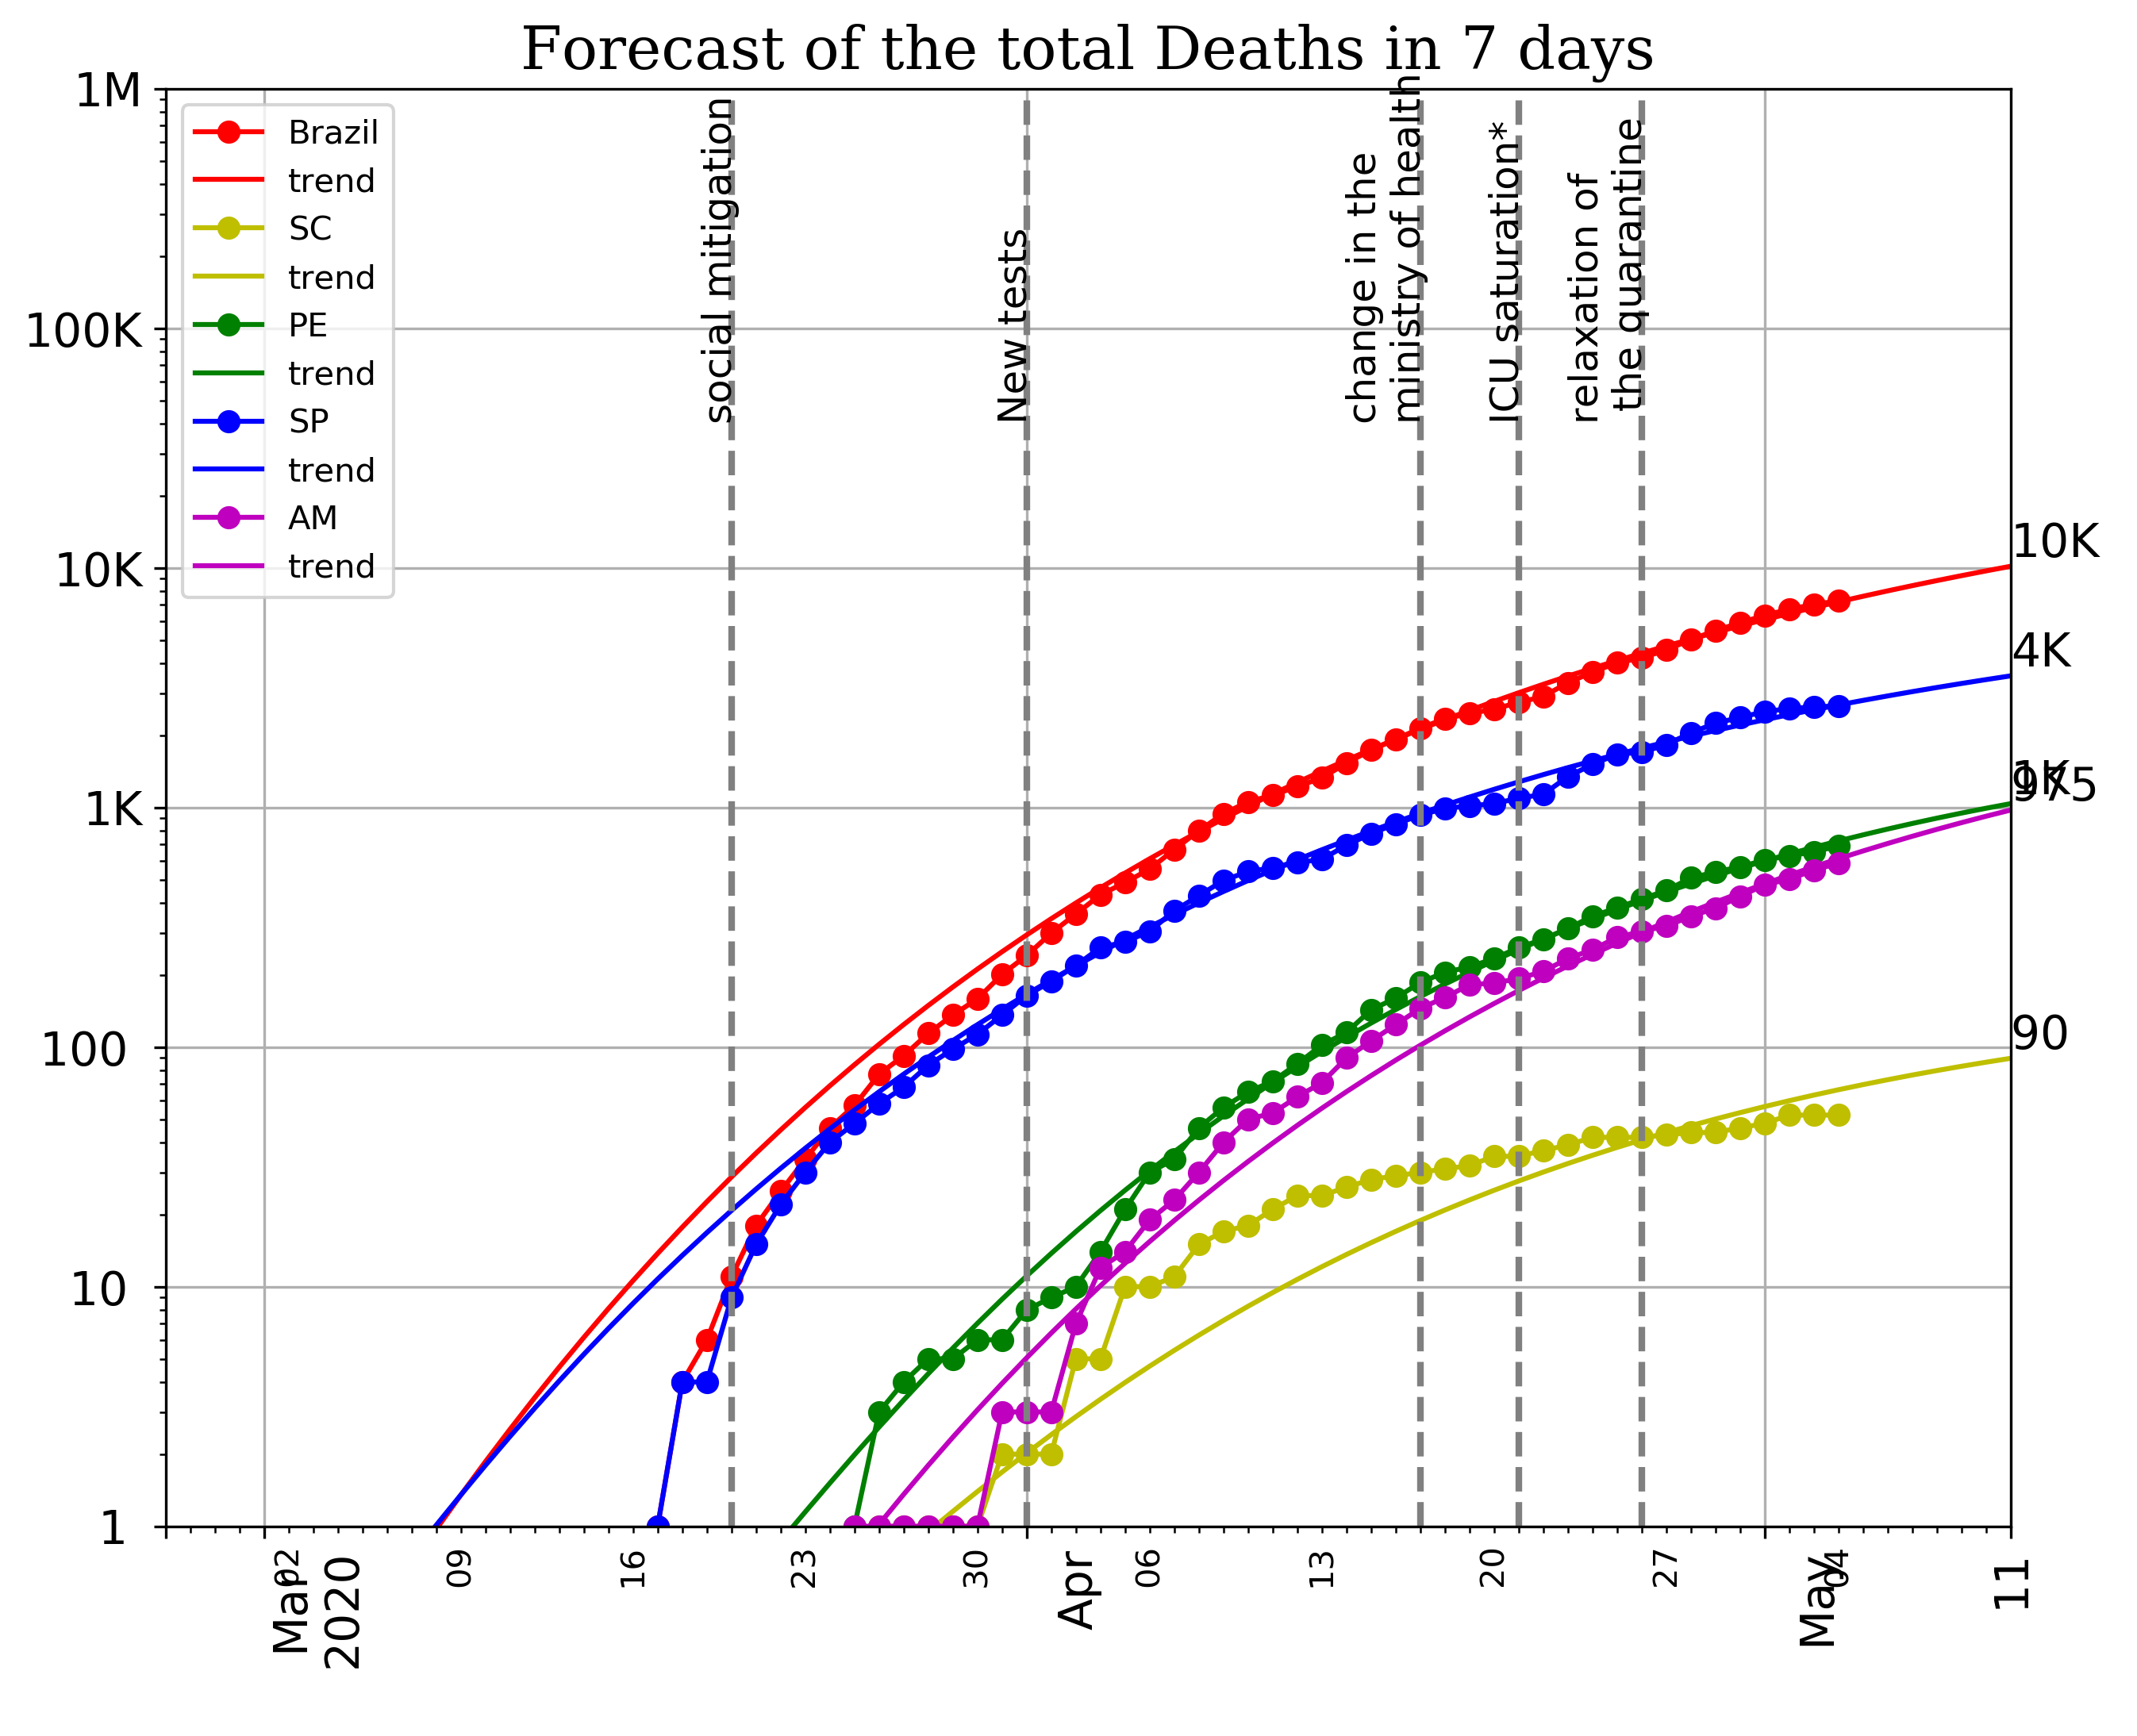 Forecast of the total Deaths in 7 days
1M
100K
10K
1K
100
10
1
Brazil
trend
SC
trend
PE
trend
SP
trend
AM
trend
social mitigation
New tests
change in the
ministry of health
ICU saturation*
relaxation of
the quarantine
10K
4K
1K
975
90
02
09
16
23
30
06
13
20
27
04
Mar
2020
Apr
May
11